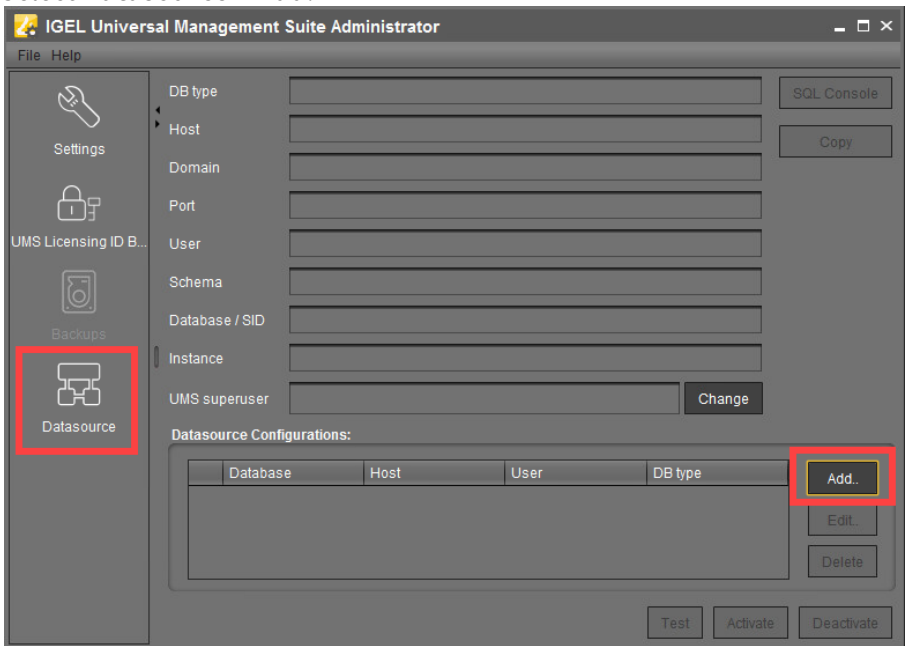 IGEL Universal Management Suite Administrator
File Help
Settings
UMS Licensing ID B...
Backups
Datasource
DB type
Host
Domain
Port
User
Schema
Database / SID
Instance
UMS superuser
Change
SQL Console
Copy
Datasource Configurations:
Database Host User DB type
Add..
Edit..
Delete
Test Activate Deactivate